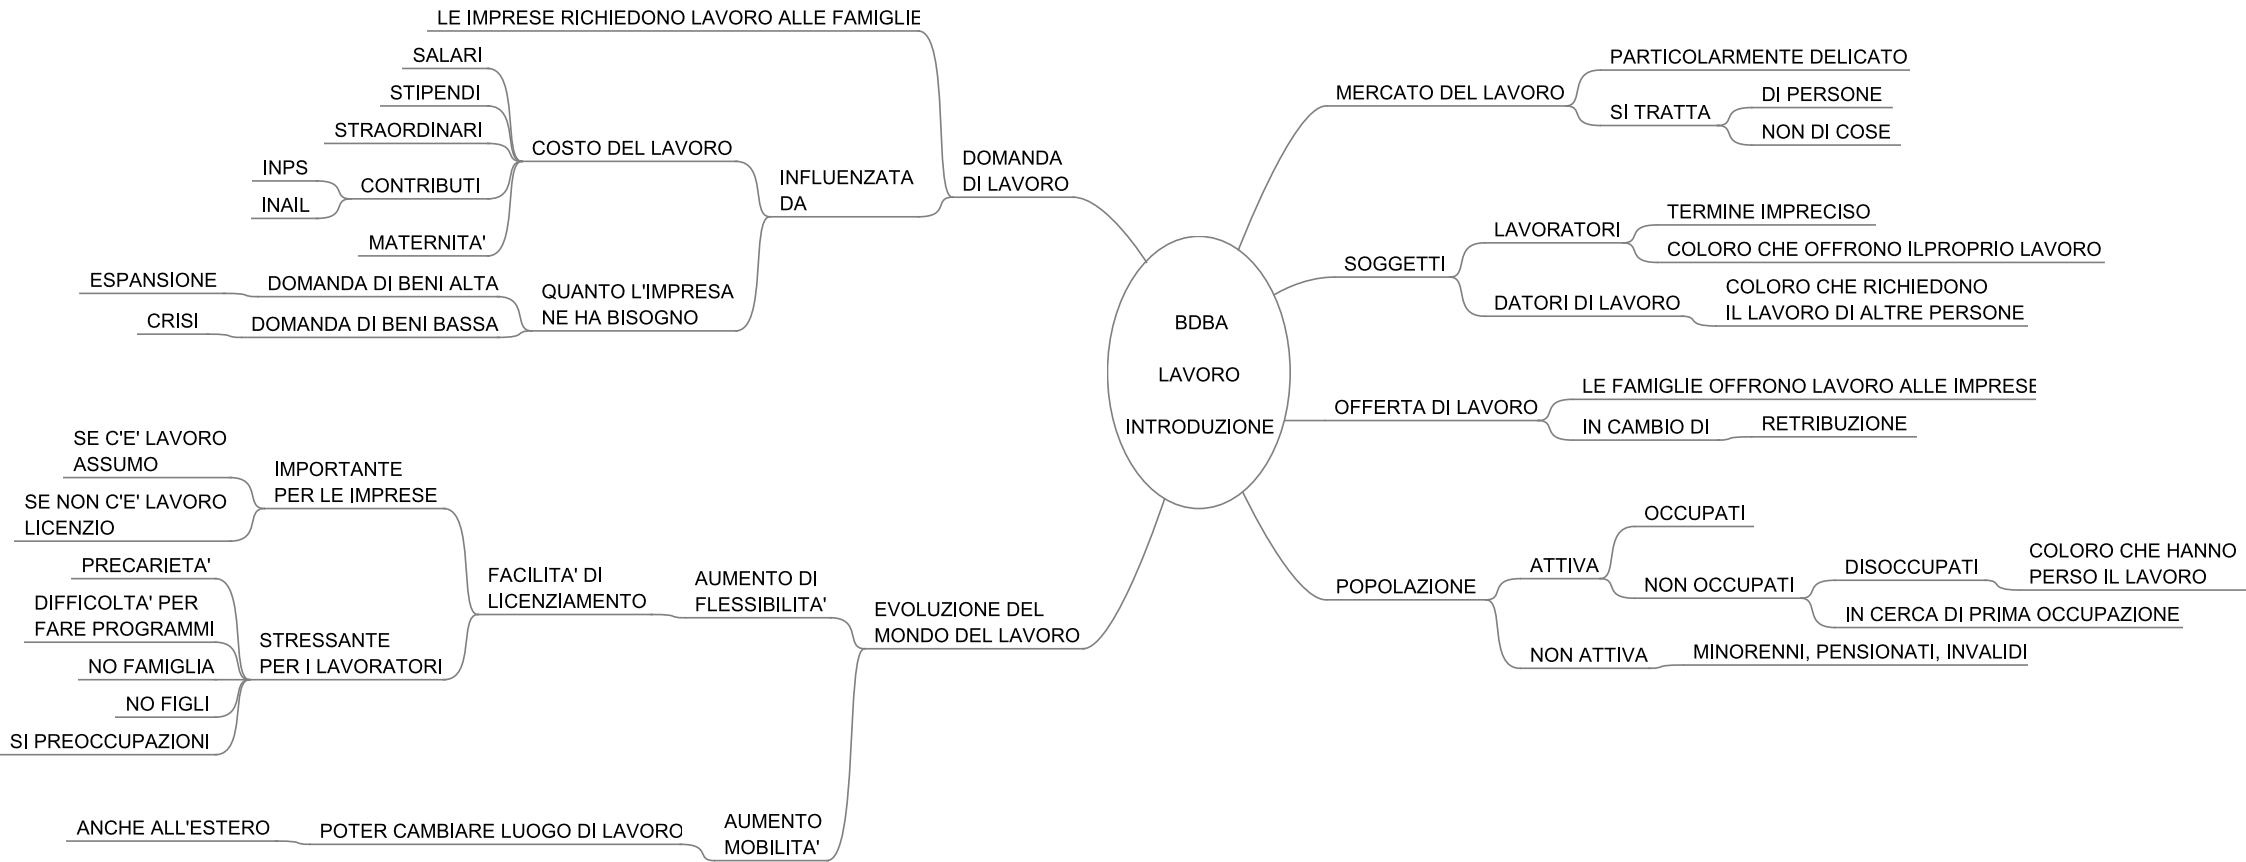 BDBA
LAVORO
INTRODUZIONE
MERCATO DEL LAVORO
PARTICOLARMENTE DELICATO
SI TRATTA
DI PERSONE
NON DI COSE
SOGGETTI
LAVORATORI
TERMINE IMPRECISO
COLORO CHE OFFRONO ILPROPRIO LAVORO
DATORI DI LAVORO
COLORO CHE RICHIEDONO
IL LAVORO DI ALTRE PERSONE
OFFERTA DI LAVORO
LE FAMIGLIE OFFRONO LAVORO ALLE IMPRESE
IN CAMBIO DI
RETRIBUZIONE
POPOLAZIONE
ATTIVA
OCCUPATI
NON OCCUPATI
DISOCCUPATI
COLORO CHE HANNO
PERSO IL LAVORO
IN CERCA DI PRIMA OCCUPAZIONE
NON ATTIVA
MINORENNI, PENSIONATI, INVALIDI
DOMANDA
DI LAVORO
LE IMPRESE RICHIEDONO LAVORO ALLE FAMIGLIE
INFLUENZATA
DA
COSTO DEL LAVORO
SALARI
STIPENDI
STRAORDINARI
CONTRIBUTI
INPS
INAIL
MATERNITA'
QUANTO L'IMPRESA
NE HA BISOGNO
DOMANDA DI BENI ALTA
ESPANSIONE
DOMANDA DI BENI BASSA
CRISI
EVOLUZIONE DEL
MONDO DEL LAVORO
AUMENTO DI
FLESSIBILITA'
FACILITA' DI
LICENZIAMENTO
IMPORTANTE
PER LE IMPRESE
SE C'E' LAVORO
ASSUMO
SE NON C'E' LAVORO
LICENZIO
STRESSANTE
PER I LAVORATORI
PRECARIETA'
DIFFICOLTA' PER
FARE PROGRAMMI
NO FAMIGLIA
NO FIGLI
SI PREOCCUPAZIONI
AUMENTO
MOBILITA'
POTER CAMBIARE LUOGO DI LAVORO
ANCHE ALL'ESTERO